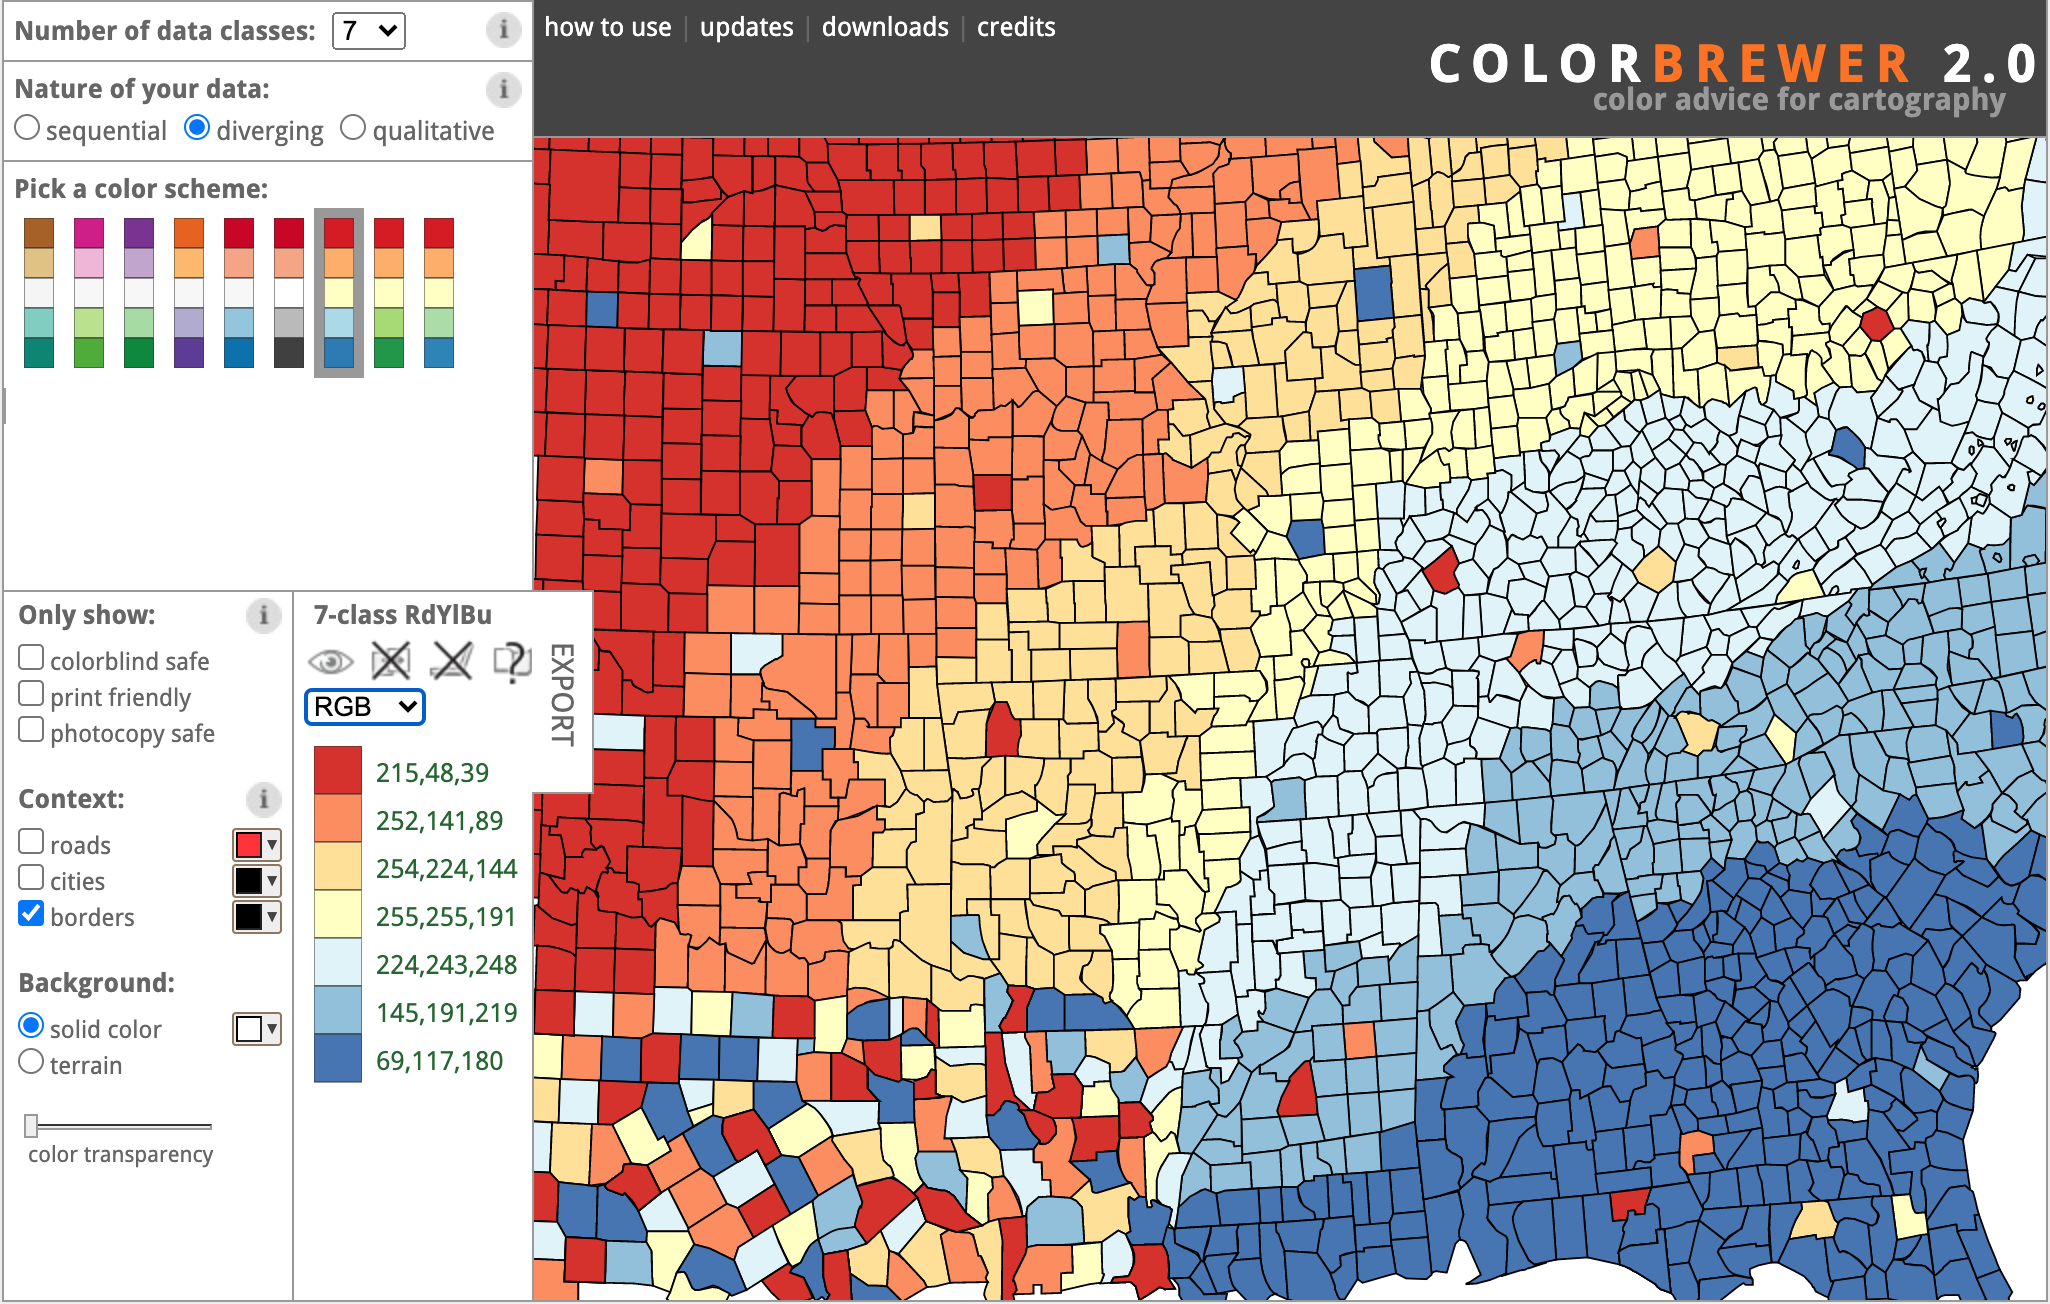 Number of data classes: 7 i
how to use | updates | downloads | credits
COLORBREWER 2.0
color advice for cartography
Nature of your data: i
sequential diverging qualitative
Pick a color scheme:
Only show: i
colorblind safe
print friendly
photocopy safe
Context: i
roads
cities
borders
Background:
solid color
terrain
color transparency
7-class RdYlBu
?
RGB
EXPORT
215,48,39
252,141,89
254,224,144
255,255,191
224,243,248
145,191,219
69,117,180